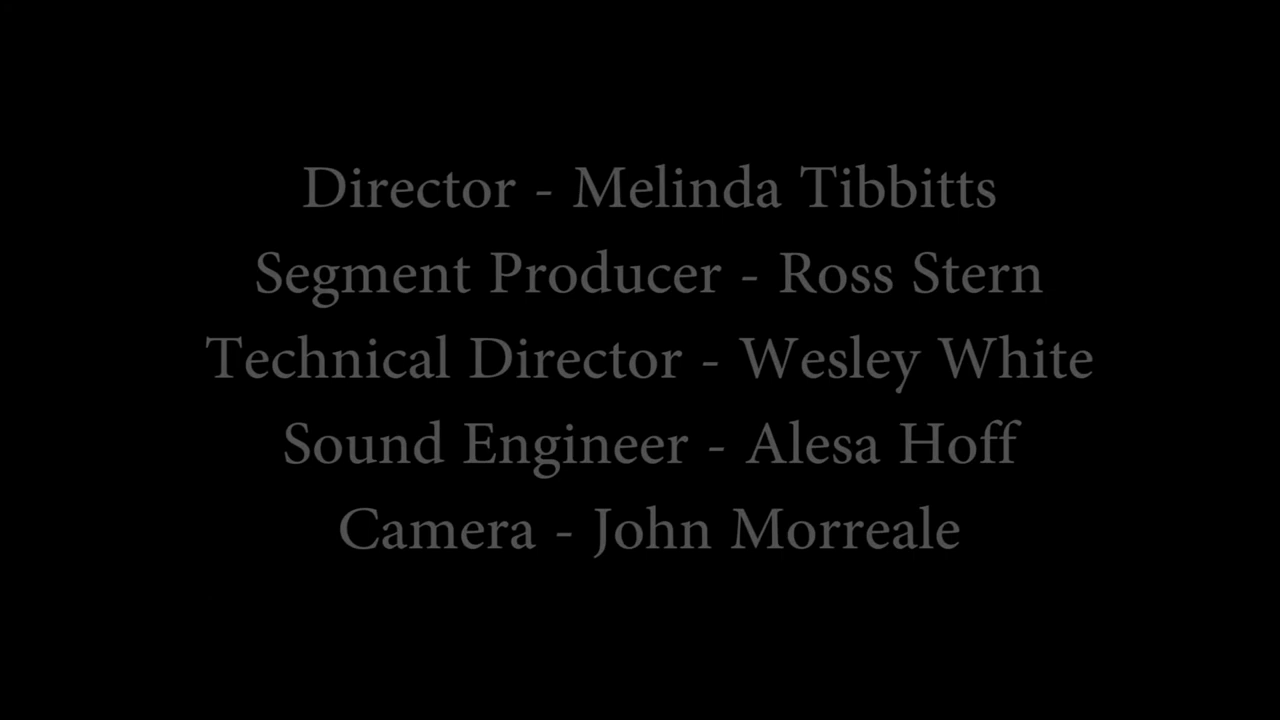 Director - Melinda Tibbitts
Segment Producer - Ross Stern
Technical Director - Wesley White
Sound Engineer - Alesa Hoff
Camera - John Morreale